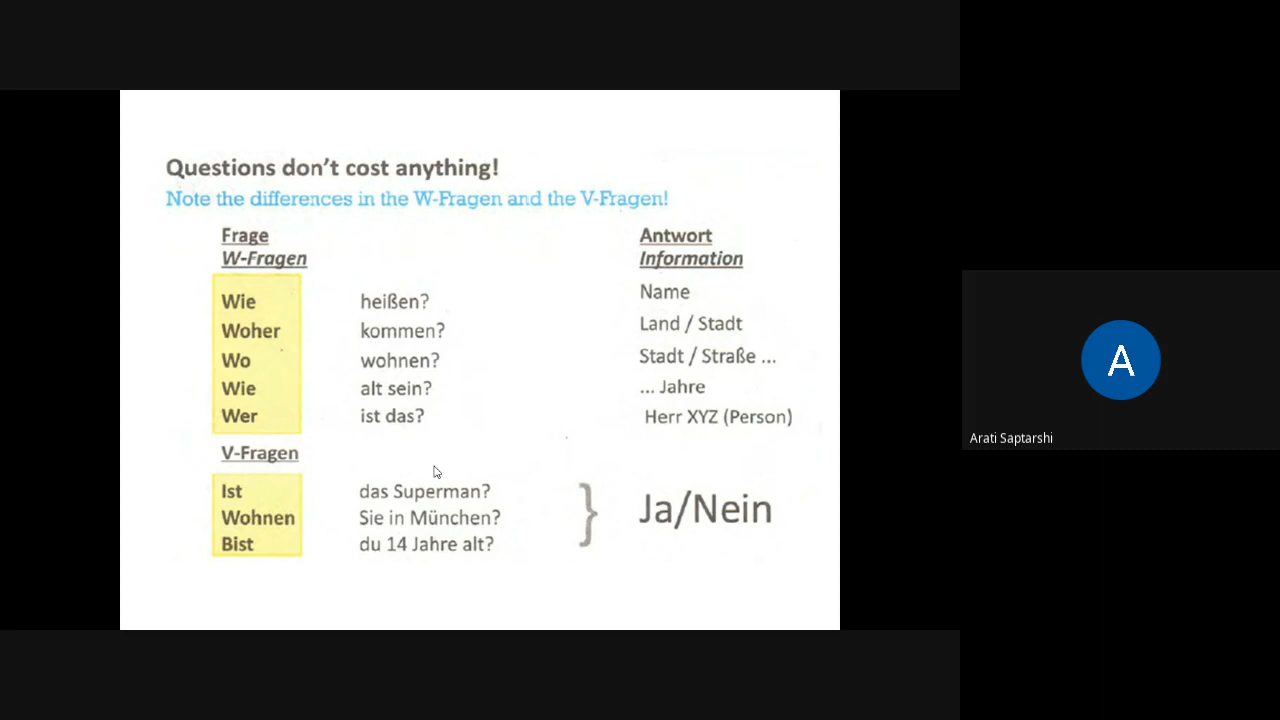 Questions don't cost anything!
Note the differences in the W-Fragen and the V-Fragen!
Frage Antwort
W-Fragen Information
Wie heißen? Name
Woher kommen? Land / Stadt
Wo wohnen? Stadt / Straße ...
Wie alt sein? ... Jahre
Wer ist das? Herr XYZ (Person)
V-Fragen
Ist das Superman?
Wohnen Sie in München? } Ja/Nein
Bist du 14 Jahre alt?
A
Arati Saptarshi